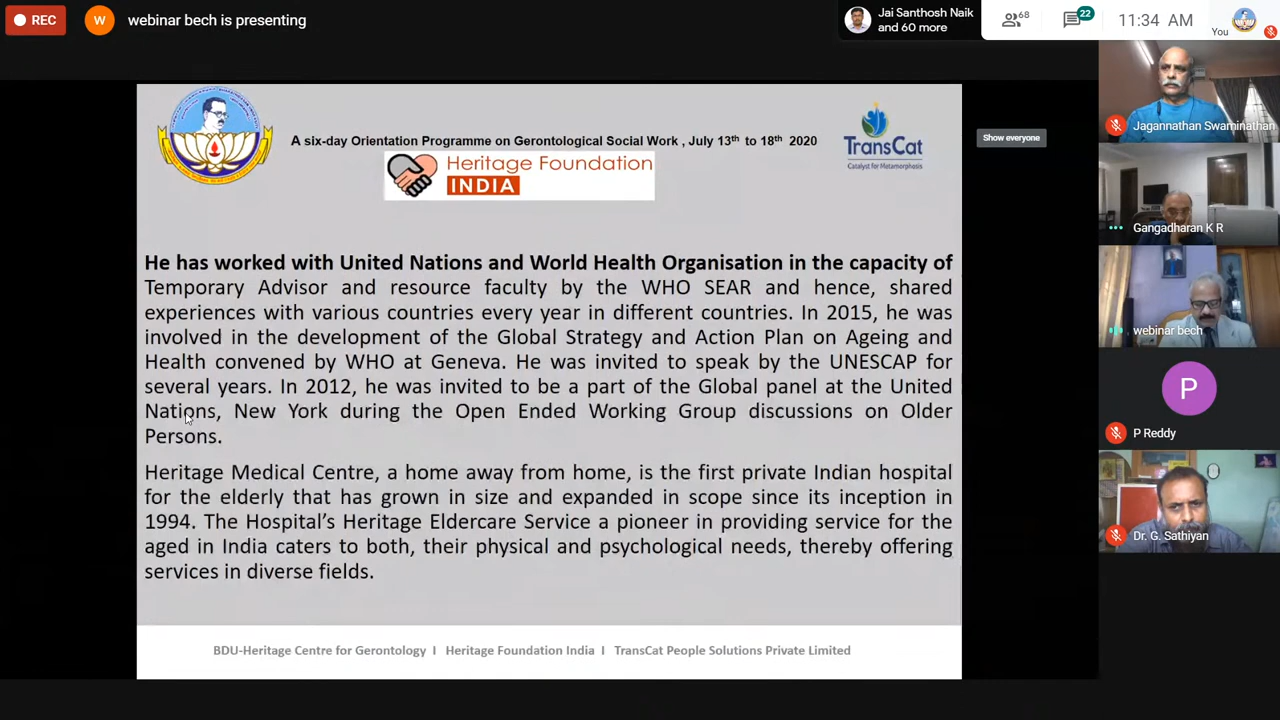 REC
W
webinar bech is presenting
Jai Santhosh Naik
and 60 more
68
22
11:34 AM
You
A six-day Orientation Programme on Gerontological Social Work , July 13th to 18th 2020
Heritage Foundation
INDIA
TransCat
Catalyst for Metamorphosis
Show everyone
He has worked with United Nations and World Health Organisation in the capacity of
Temporary Advisor and resource faculty by the WHO SEAR and hence, shared
experiences with various countries every year in different countries. In 2015, he was
involved in the development of the Global Strategy and Action Plan on Ageing and
Health convened by WHO at Geneva. He was invited to speak by the UNESCAP for
several years. In 2012, he was invited to be a part of the Global panel at the United
Nations, New York during the Open Ended Working Group discussions on Older
Persons.
Heritage Medical Centre, a home away from home, is the first private Indian hospital
for the elderly that has grown in size and expanded in scope since its inception in
1994. The Hospital's Heritage Eldercare Service a pioneer in providing service for the
aged in India caters to both, their physical and psychological needs, thereby offering
services in diverse fields.
BDU-Heritage Centre for Gerontology I Heritage Foundation India I TransCat People Solutions Private Limited
Jagannathan Swaminathan
Gangadharan K R
webinar bech
P
P Reddy
Dr. G. Sathiyan